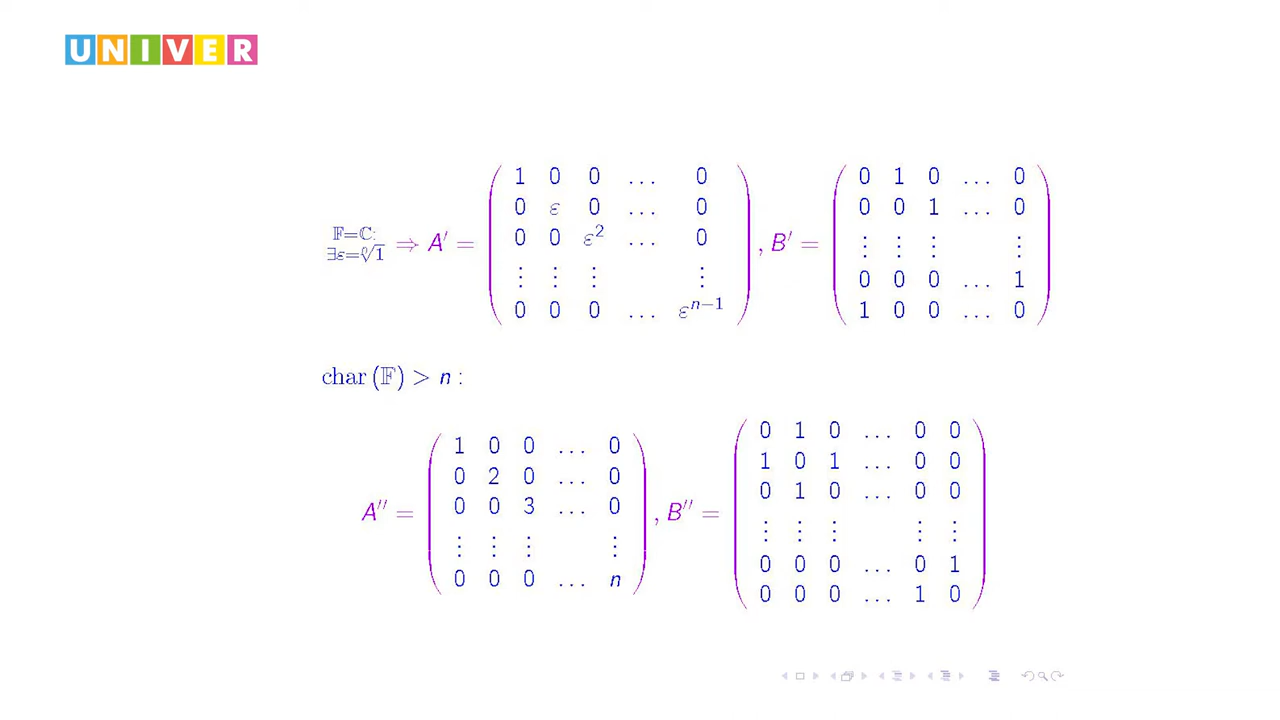 UNIVER
1 0 0 … 0
0 ε 0 … 0
𝔽=ℂ:
∃ε=ⁿ√1 ⇒ A′ = 0 0 ε² … 0 , B′ =
⋮ ⋮ ⋮ ⋮
0 0 0 … εⁿ⁻¹
0 1 0 … 0
0 0 1 … 0
⋮ ⋮ ⋮ ⋮
0 0 0 … 1
1 0 0 … 0
char (𝔽) > n :
A″ =
1 0 0 … 0
0 2 0 … 0
0 0 3 … 0
⋮ ⋮ ⋮ ⋮
0 0 0 … n
, B″ =
0 1 0 … 0 0
1 0 1 … 0 0
0 1 0 … 0 0
⋮ ⋮ ⋮ ⋮ ⋮
0 0 0 … 0 1
0 0 0 … 1 0